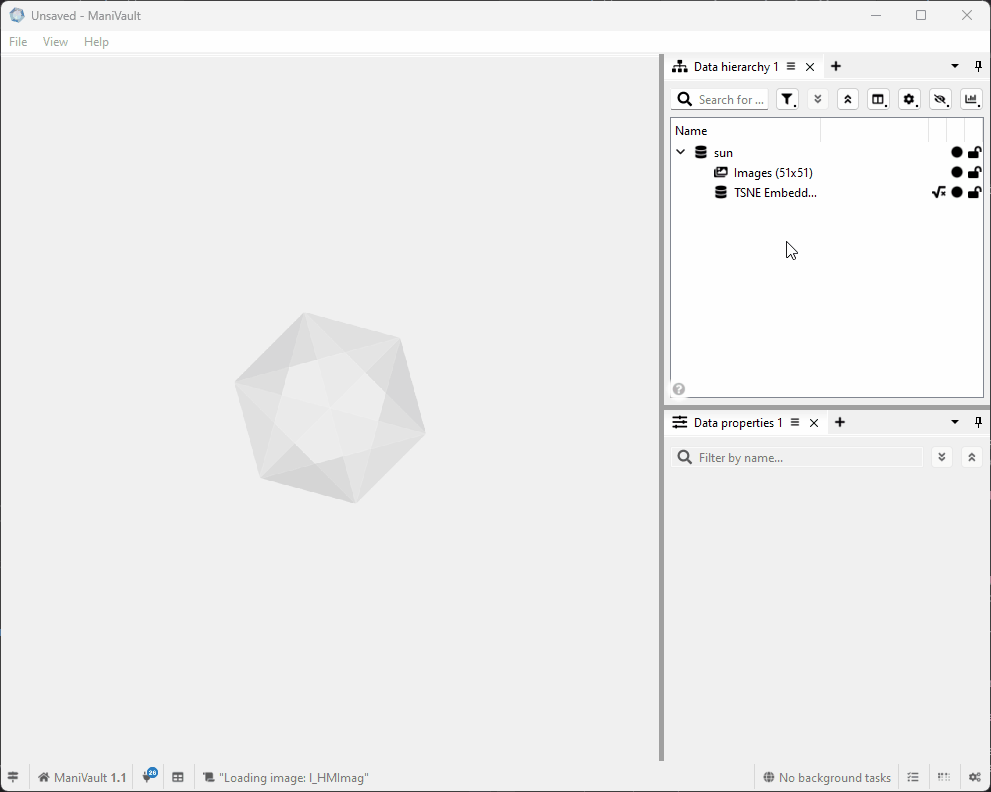 Unsaved - ManiVault
File View Help
Data hierarchy 1
Search for ...
Name
sun
Images (51x51)
TSNE Embedd...
Data properties 1
Filter by name...
ManiVault 1.1
26
"Loading image: I_HMImag"
No background tasks